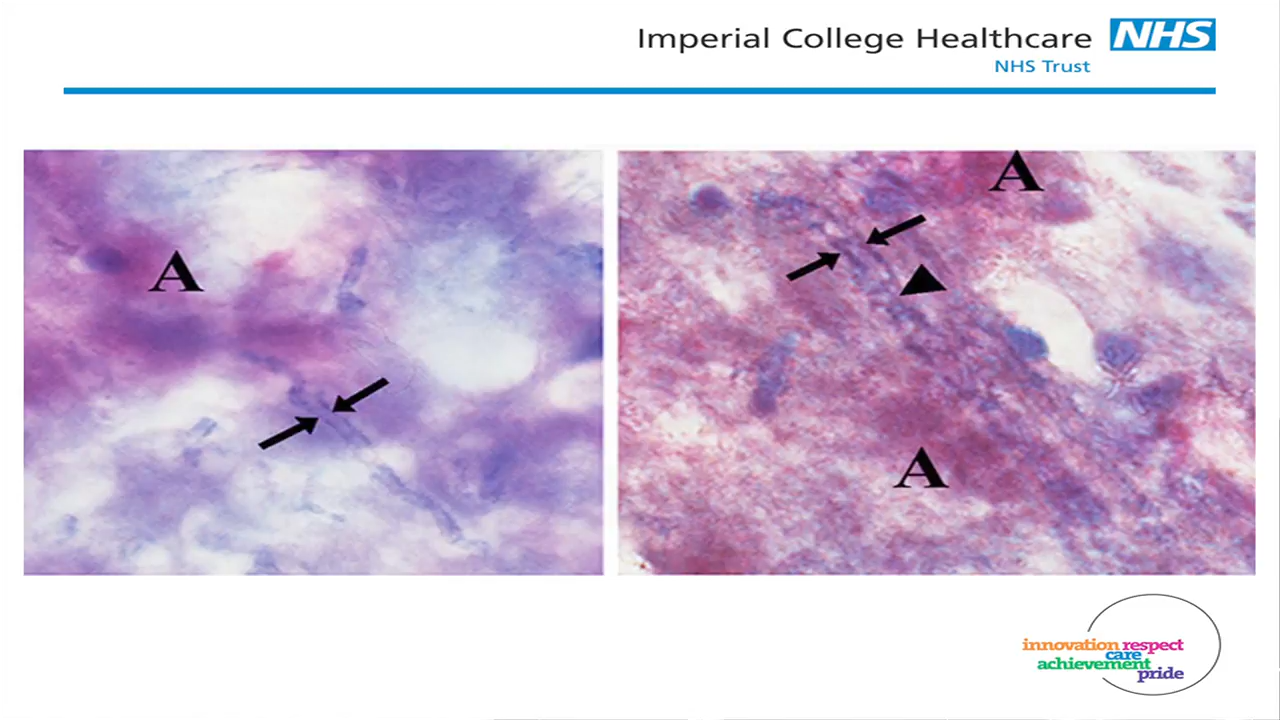 Imperial College Healthcare NHS
NHS Trust
A
A
A
innovation respect
care
achievement
pride